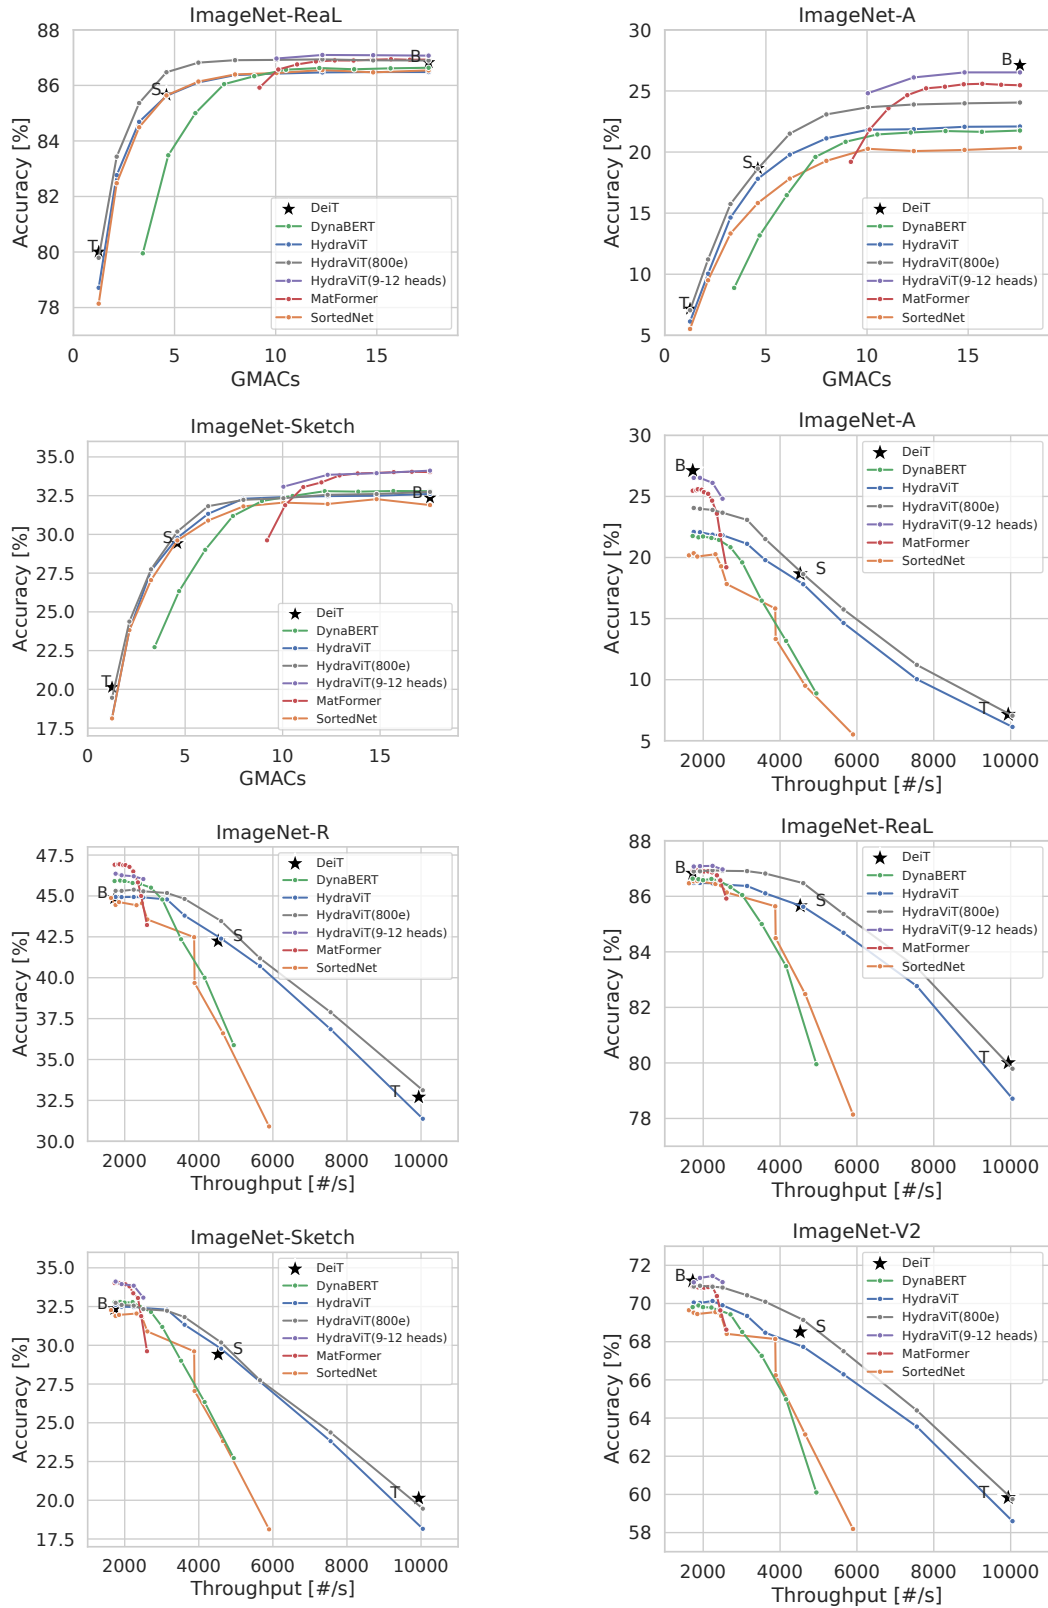 ImageNet-ReaL
88
86
84
82
80
78
Accuracy [%]
S
B
T
DeiT
DynaBERT
HydraViT
HydraViT(800e)
HydraViT(9-12 heads)
MatFormer
SortedNet
0 5 10 15
GMACs
ImageNet-A
30
25
20
15
10
5
Accuracy [%]
B
S
T
DeiT
DynaBERT
HydraViT
HydraViT(800e)
HydraViT(9-12 heads)
MatFormer
SortedNet
0 5 10 15
GMACs
ImageNet-Sketch
35.0
32.5
30.0
27.5
25.0
22.5
20.0
17.5
Accuracy [%]
B
S
T
DeiT
DynaBERT
HydraViT
HydraViT(800e)
HydraViT(9-12 heads)
MatFormer
SortedNet
0 5 10 15
GMACs
ImageNet-A
30
25
20
15
10
5
Accuracy [%]
B
S
T
DeiT
DynaBERT
HydraViT
HydraViT(800e)
HydraViT(9-12 heads)
MatFormer
SortedNet
2000 4000 6000 8000 10000
Throughput [#/s]
ImageNet-R
47.5
45.0
42.5
40.0
37.5
35.0
32.5
30.0
Accuracy [%]
B
S
T
DeiT
DynaBERT
HydraViT
HydraViT(800e)
HydraViT(9-12 heads)
MatFormer
SortedNet
2000 4000 6000 8000 10000
Throughput [#/s]
ImageNet-ReaL
88
86
84
82
80
78
Accuracy [%]
B
S
T
DeiT
DynaBERT
HydraViT
HydraViT(800e)
HydraViT(9-12 heads)
MatFormer
SortedNet
2000 4000 6000 8000 10000
Throughput [#/s]
ImageNet-Sketch
35.0
32.5
30.0
27.5
25.0
22.5
20.0
17.5
Accuracy [%]
B
S
T
DeiT
DynaBERT
HydraViT
HydraViT(800e)
HydraViT(9-12 heads)
MatFormer
SortedNet
2000 4000 6000 8000 10000
Throughput [#/s]
ImageNet-V2
72
70
68
66
64
62
60
58
Accuracy [%]
B
S
T
DeiT
DynaBERT
HydraViT
HydraViT(800e)
HydraViT(9-12 heads)
MatFormer
SortedNet
2000 4000 6000 8000 10000
Throughput [#/s]